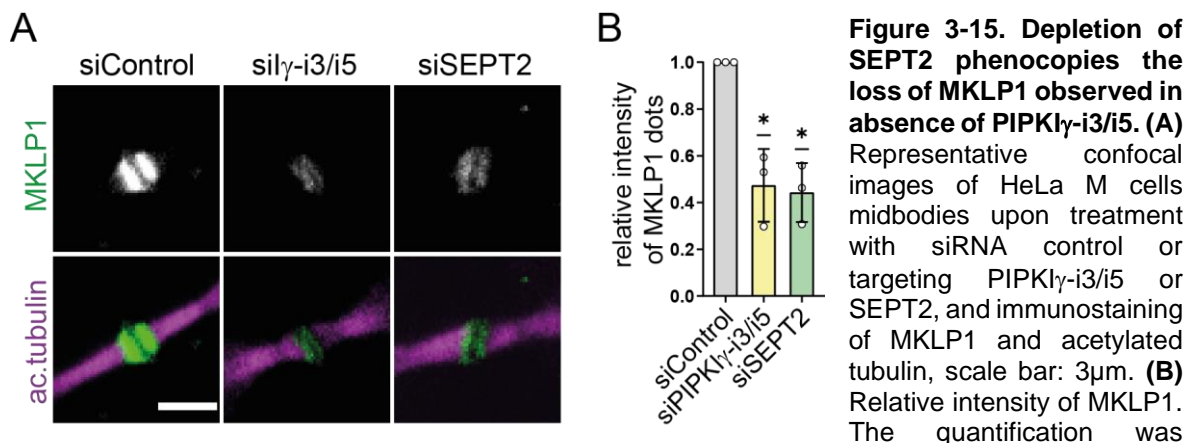 A
siControl
siIγ-i3/i5
siSEPT2
MKLP1
ac.tubulin
B
relative intensity
of MKLP1 dots
1.0
0.8
0.6
0.4
0.2
0.0
*
*
siControl
siPIPKIγ-i3/i5
siSEPT2
Figure 3-15. Depletion of
SEPT2 phenocopies the
loss of MKLP1 observed in
absence of PIPKIγ-i3/i5. (A)
Representative confocal
images of HeLa M cells
midbodies upon treatment
with siRNA control or
targeting PIPKIγ-i3/i5 or
SEPT2, and immunostaining
of MKLP1 and acetylated
tubulin, scale bar: 3µm. (B)
Relative intensity of MKLP1.
The quantification was